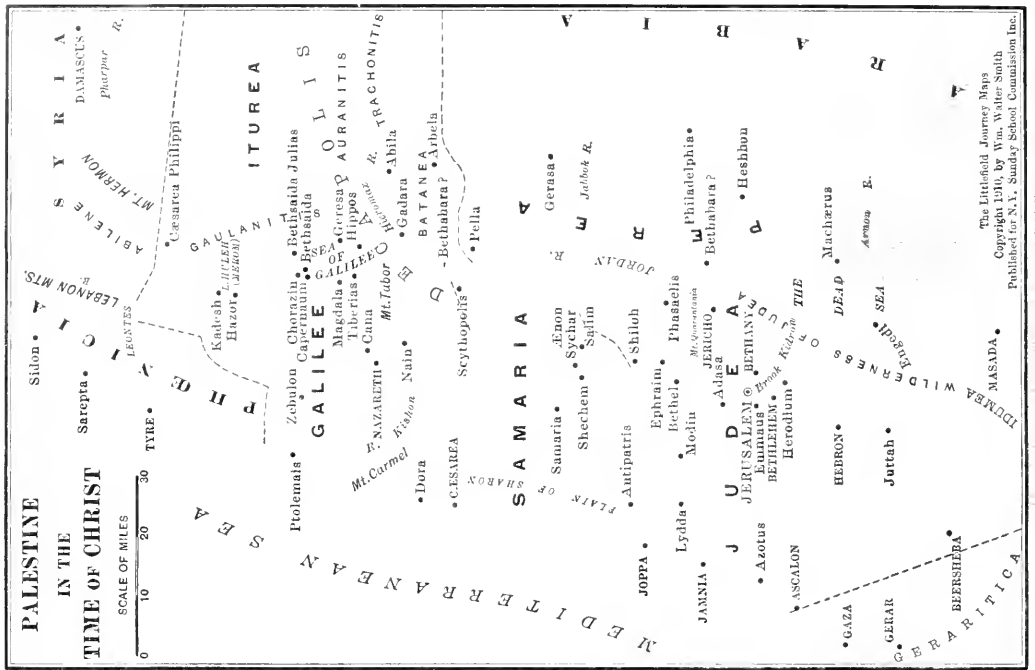 PALESTINE
IN THE
TIME OF CHRIST
SCALE OF MILES
0 10 20 30
SYRIA
DAMASCUS
Pharpar R.
ABILENE
MT. HERMON
LEBANON MTS.
Sidon
PHŒNICIA
Sarepta
LEONTES R.
TYRE
Cæsarea Philippi
ITUREA
GAULANITIS
TRACHONITIS
AURANITIS
DECAPOLIS
L. HULEH
(MEROM)
Kadesh
Hazor
Ptolemais
Zebulon
GALILEE
Chorazin
Bethsaida Julias
Capernaum
Bethsaida
SEA
OF
GALILEE
Geresa
Magdala
Hippos
Tiberias
Cana
Mt. Tabor
Hieromax R.
Abila
R. Kishon
NAZARETH
Mt. Carmel
Nain
Gadara
BATANEA
Arbela
Dora
Bethabara?
CÆSAREA
Scythopolis
Pella
MEDITERRANEAN SEA
PLAIN OF SHARON
SAMARIA
Samaria
Shechem
Ænon
Sychar
Salim
Gerasa
Jabbok R.
JORDAN R.
Antipatris
Shiloh
PEREA
JOPPA
Ephraim
Bethel
Phasaelis
Lydda
Modin
Mt. Quarantania
Philadelphia
JAMNIA
Adasa
JERICHO
Bethabara?
JUDEA
JERUSALEM
BETHANY
Heshbon
Azotus
Emmaus
Brook Kidron
BETHLEHEM
Herodium
ASCALON
WILDERNESS OF JUDEA
THE
DEAD
SEA
Machærus
GAZA
HEBRON
Engedi
Arnon R.
GERAR
Juttah
BEERSHEBA
MASADA
IDUMEA
GERARITICA
ARABIA
The Littlefield Journey Maps
Copyright 1910, by Wm. Walter Smith
Published for N.Y. Sunday School Commission Inc.